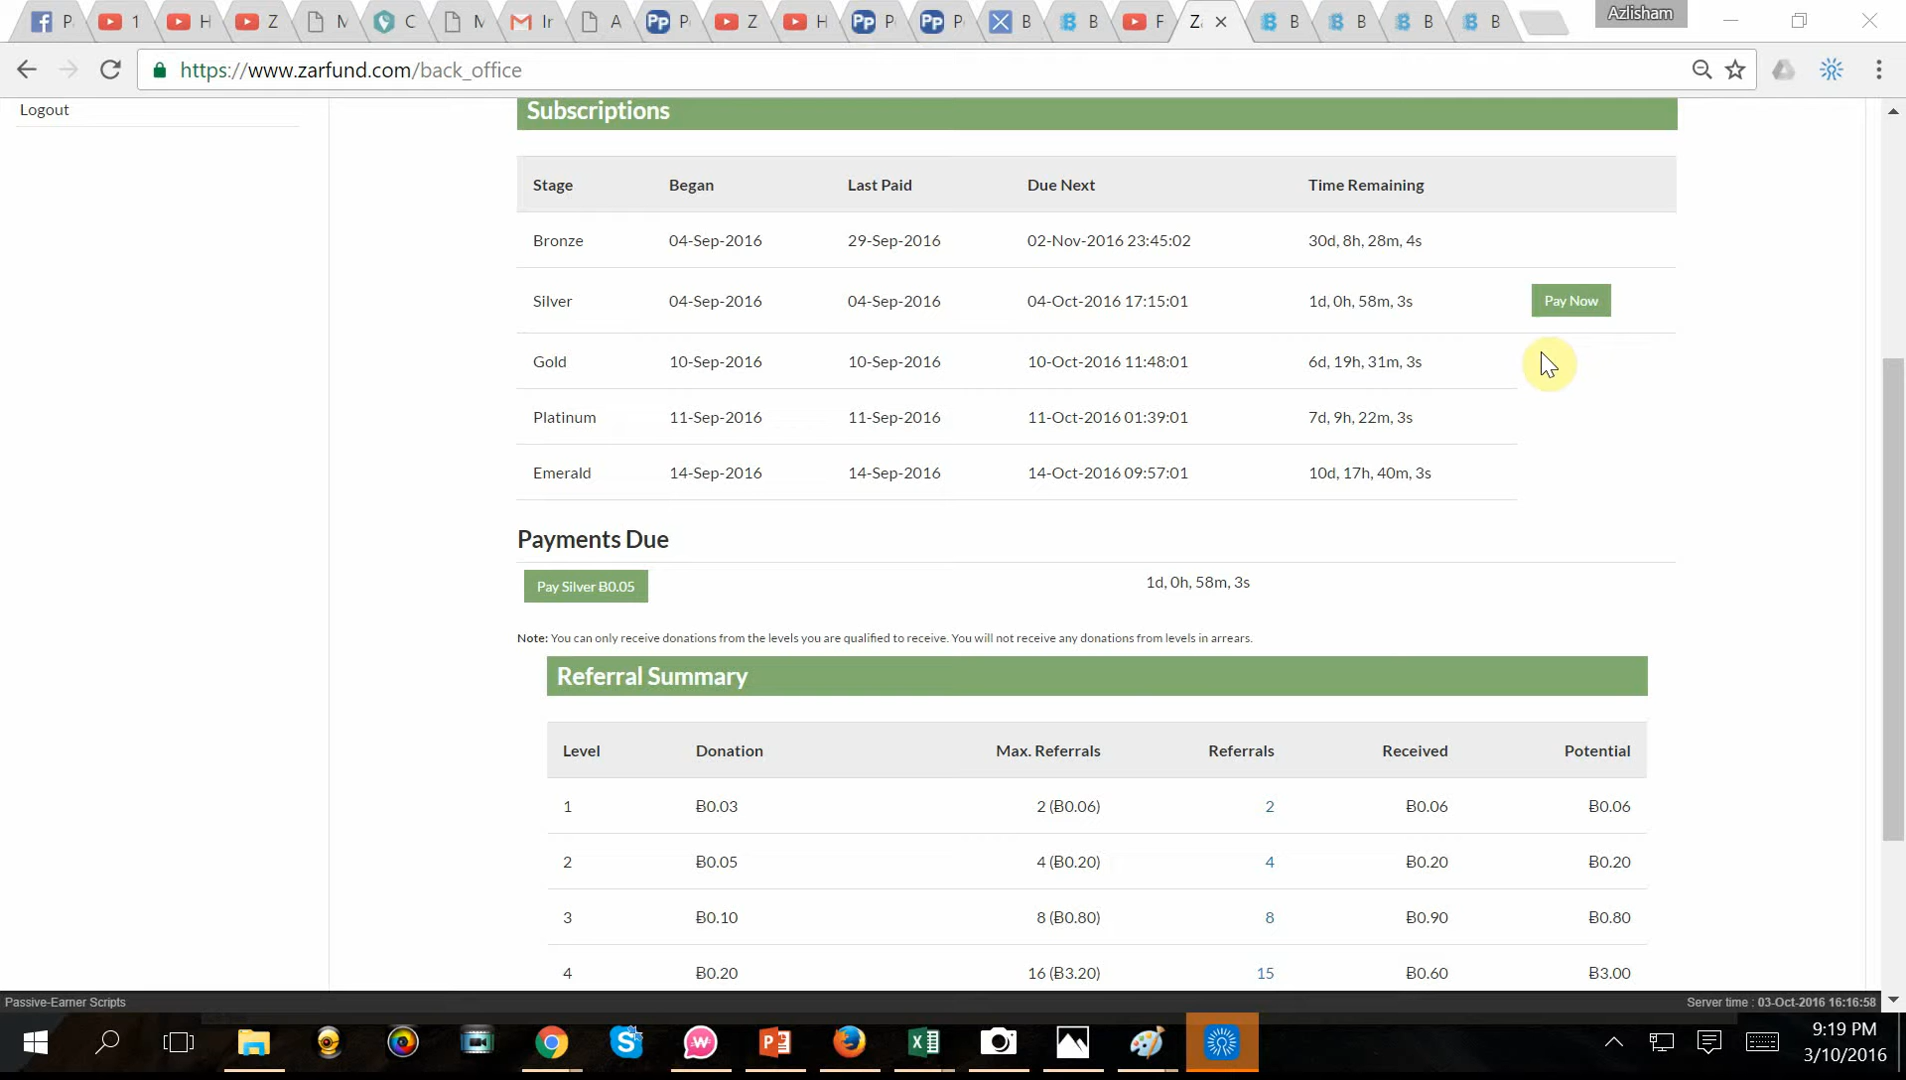 P 1 H Z M C M Ir A P Z H P P B B F Z B B B B Azlisham
https://www.zarfund.com/back_office
Logout
Subscriptions
Stage Began Last Paid Due Next Time Remaining
Bronze 04-Sep-2016 29-Sep-2016 02-Nov-2016 23:45:02 30d, 8h, 28m, 4s
Silver 04-Sep-2016 04-Sep-2016 04-Oct-2016 17:15:01 1d, 0h, 58m, 3s Pay Now
Gold 10-Sep-2016 10-Sep-2016 10-Oct-2016 11:48:01 6d, 19h, 31m, 3s
Platinum 11-Sep-2016 11-Sep-2016 11-Oct-2016 01:39:01 7d, 9h, 22m, 3s
Emerald 14-Sep-2016 14-Sep-2016 14-Oct-2016 09:57:01 10d, 17h, 40m, 3s
Payments Due
Pay Silver Ƀ0.05 1d, 0h, 58m, 3s
Note: You can only receive donations from the levels you are qualified to receive. You will not receive any donations from levels in arrears.
Referral Summary
Level Donation Max. Referrals Referrals Received Potential
1 Ƀ0.03 2 (Ƀ0.06) 2 Ƀ0.06 Ƀ0.06
2 Ƀ0.05 4 (Ƀ0.20) 4 Ƀ0.20 Ƀ0.20
3 Ƀ0.10 8 (Ƀ0.80) 8 Ƀ0.90 Ƀ0.80
4 Ƀ0.20 16 (Ƀ3.20) 15 Ƀ0.60 Ƀ3.00
Passive-Earner Scripts Server time : 03-Oct-2016 16:16:58
9:19 PM
3/10/2016